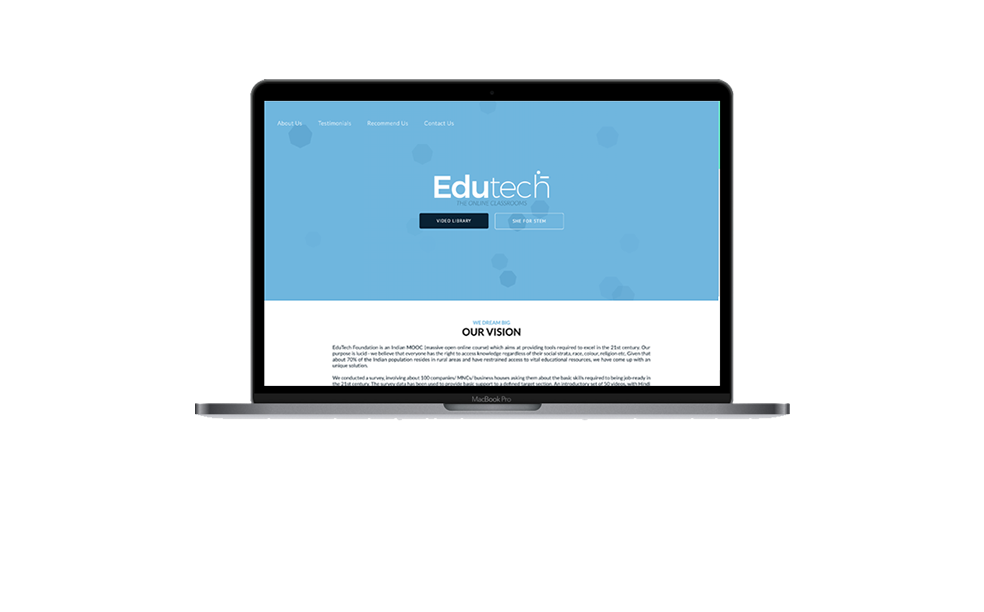 About Us Testimonials Recommend Us Contact Us
Edutech
THE ONLINE CLASSROOMS
VIDEO LIBRARY SHE FOR STEM
WE DREAM BIG
OUR VISION
EduTech Foundation is an Indian MOOC (massive open online course) which aims at providing tools required to excel in the 21st century. Our
purpose is lucid - we believe that everyone has the right to access knowledge regardless of their social strata, race, colour, religion etc. Given that
about 70% of the Indian population resides in rural areas and have restrained access to vital educational resources, we have come up with an
unique solution.
We conducted a survey, involving about 100 companies/ MNCs/ business houses asking them about the basic skills required to being job-ready in
the 21st century. The survey data has been used to provide basic support to a defined target section. An introductory set of 50 videos, with Hindi
MacBook Pro